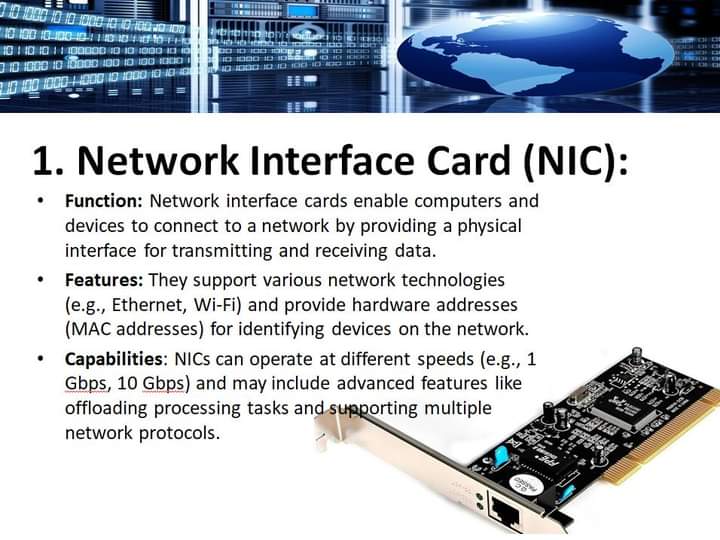 1. Network Interface Card (NIC):
• Function: Network interface cards enable computers and
devices to connect to a network by providing a physical
interface for transmitting and receiving data.
• Features: They support various network technologies
(e.g., Ethernet, Wi-Fi) and provide hardware addresses
(MAC addresses) for identifying devices on the network.
• Capabilities: NICs can operate at different speeds (e.g., 1
Gbps, 10 Gbps) and may include advanced features like
offloading processing tasks and supporting multiple
network protocols.